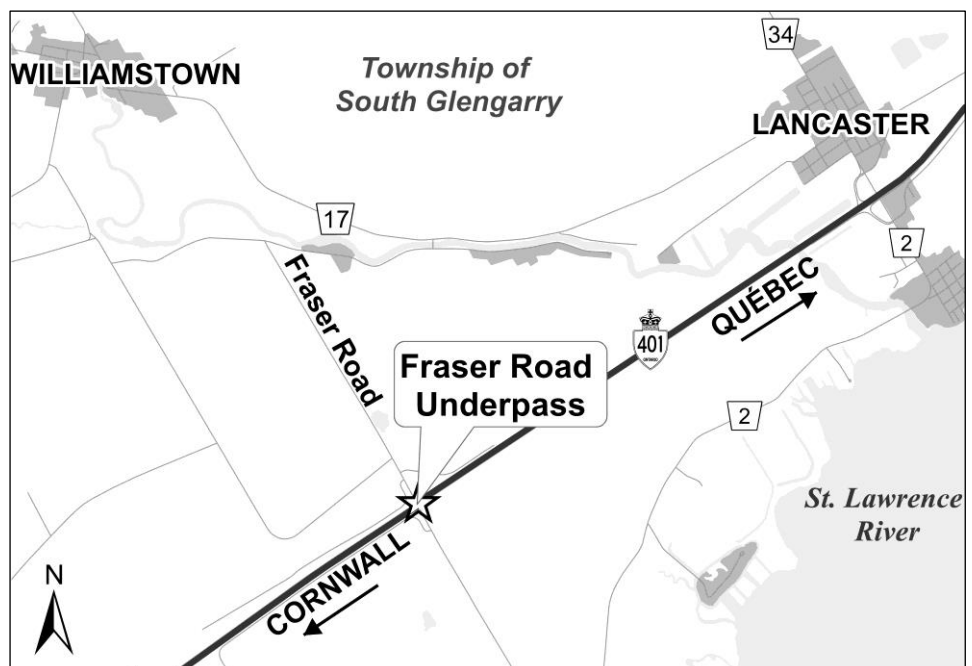 34
WILLIAMSTOWN
Township of
South Glengarry
LANCASTER
17
2
Fraser Road
QUÉBEC
401
ONTARIO
Fraser Road
Underpass
2
St. Lawrence
River
CORNWALL
N